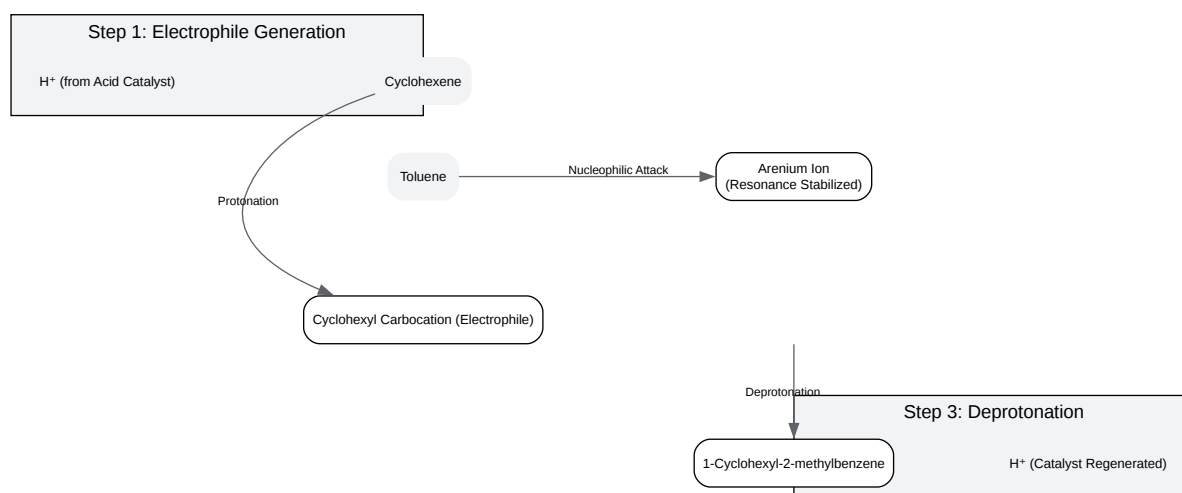 Step 1: Electrophile Generation
H⁺ (from Acid Catalyst)
Cyclohexene
Toluene
Nucleophilic Attack
Arenium Ion
(Resonance Stabilized)
Protonation
Cyclohexyl Carbocation (Electrophile)
Deprotonation
Step 3: Deprotonation
1-Cyclohexyl-2-methylbenzene
H⁺ (Catalyst Regenerated)